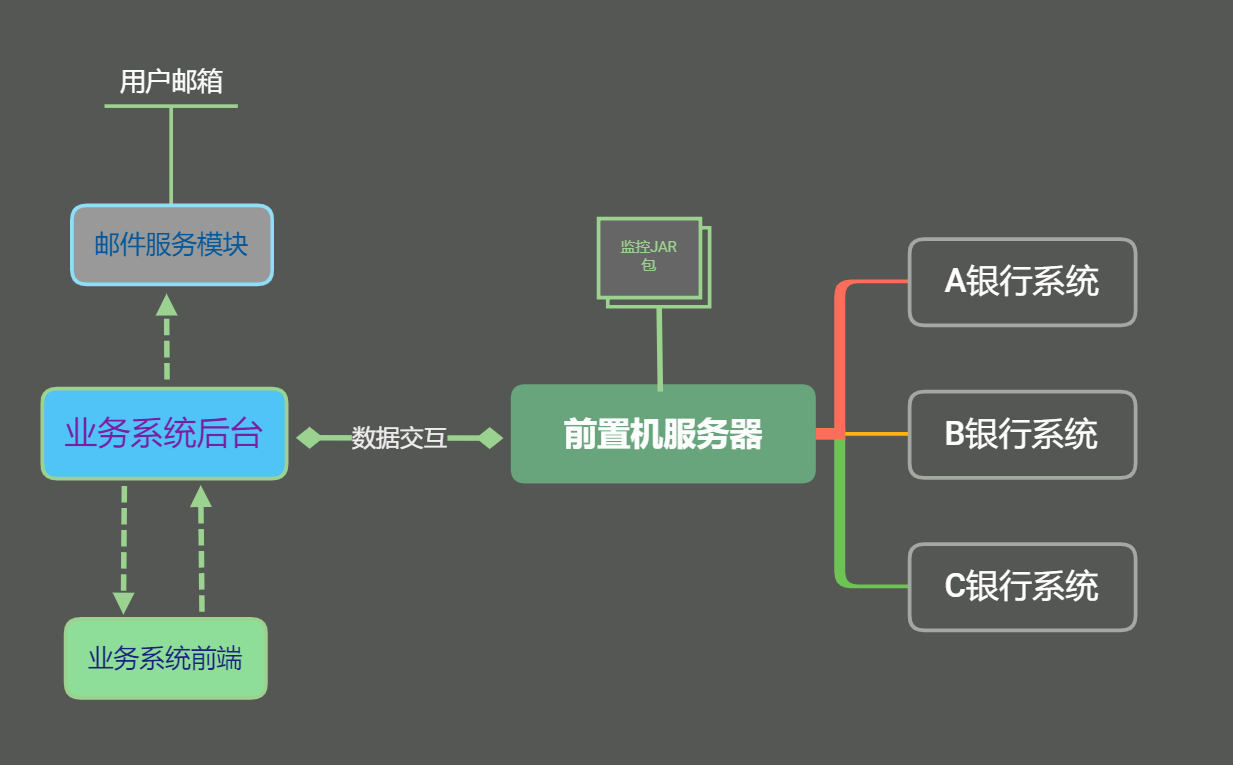 用户邮箱
邮件服务模块
监控JAR
包
A银行系统
业务系统后台
数据交互
前置机服务器
B银行系统
C银行系统
业务系统前端